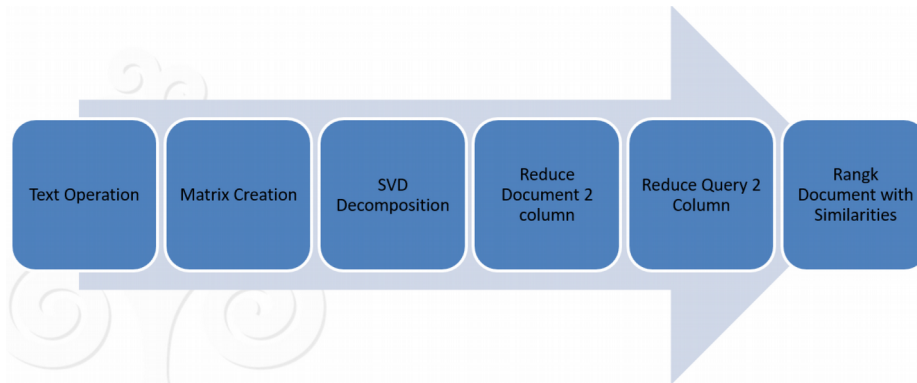 Text Operation
Matrix Creation
SVD
Decomposition
Reduce
Document 2
column
Reduce Query 2
Column
Rangk
Document with
Similarities